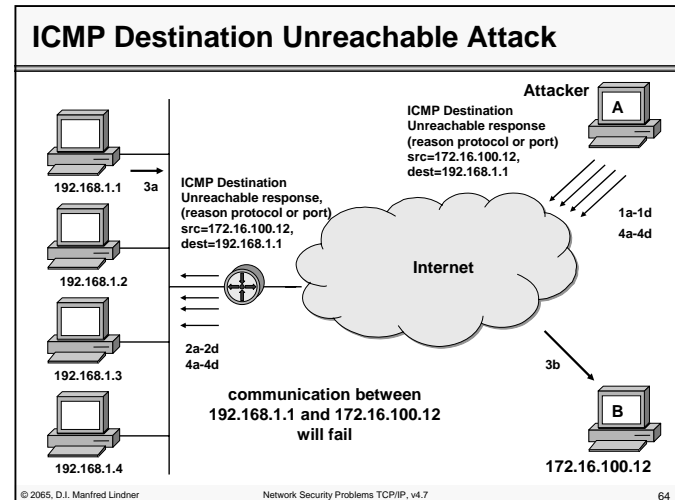 ICMP Destination Unreachable Attack
Attacker
A
ICMP Destination
Unreachable response
(reason protocol or port)
src=172.16.100.12,
dest=192.168.1.1
192.168.1.1
3a
ICMP Destination
Unreachable response,
(reason protocol or port)
src=172.16.100.12,
dest=192.168.1.1
1a-1d
4a-4d
192.168.1.2
Internet
2a-2d
4a-4d
192.168.1.3
3b
communication between
192.168.1.1 and 172.16.100.12
will fail
B
192.168.1.4
172.16.100.12
© 2065, D.I. Manfred Lindner
Network Security Problems TCP/IP, v4.7
64